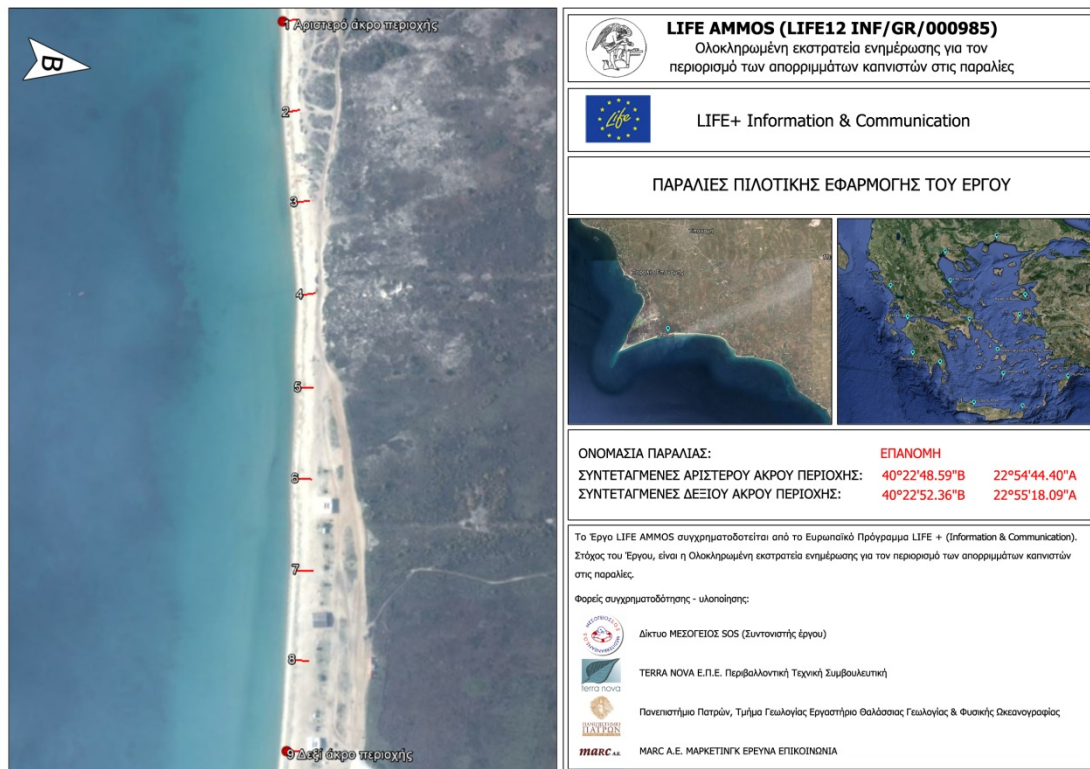 1 Αριστερό άκρο περιοχής
Β
2
3
4
5
6
7
8
9 Δεξί άκρο περιοχής
LIFE AMMOS (LIFE12 INF/GR/000985)
Ολοκληρωμένη εκστρατεία ενημέρωσης για τον
περιορισμό των απορριμμάτων καπνιστών στις παραλίες
Life
LIFE+ Information & Communication
ΠΑΡΑΛΙΕΣ ΠΙΛΟΤΙΚΗΣ ΕΦΑΡΜΟΓΗΣ ΤΟΥ ΕΡΓΟΥ
ΟΝΟΜΑΣΙΑ ΠΑΡΑΛΙΑΣ: ΕΠΑΝΟΜΗ
ΣΥΝΤΕΤΑΓΜΕΝΕΣ ΑΡΙΣΤΕΡΟΥ ΑΚΡΟΥ ΠΕΡΙΟΧΗΣ: 40°22'48.59"Β 22°54'44.40"Α
ΣΥΝΤΕΤΑΓΜΕΝΕΣ ΔΕΞΙΟΥ ΑΚΡΟΥ ΠΕΡΙΟΧΗΣ: 40°22'52.36"Β 22°55'18.09"Α
Το Έργο LIFE AMMOS συγχρηματοδοτείται από το Ευρωπαϊκό Πρόγραμμα LIFE + (Information & Communication).
Στόχος του Έργου, είναι η Ολοκληρωμένη εκστρατεία ενημέρωσης για τον περιορισμό των απορριμμάτων καπνιστών
στις παραλίες.
Φορείς συγχρηματοδότησης - υλοποίησης:
Δίκτυο ΜΕΣΟΓΕΙΟΣ SOS (Συντονιστής έργου)
terra nova
TERRA NOVA Ε.Π.Ε. Περιβαλλοντική Τεχνική Συμβουλευτική
ΠΑΝΕΠΙΣΤΗΜΙΟ
ΠΑΤΡΩΝ
Πανεπιστήμιο Πατρών, Τμήμα Γεωλογίας Εργαστήριο Θαλάσσιας Γεωλογίας & Φυσικής Ωκεανογραφίας
marc A.E.
MARC Α.Ε. ΜΑΡΚΕΤΙΝΓΚ ΕΡΕΥΝΑ ΕΠΙΚΟΙΝΩΝΙΑ